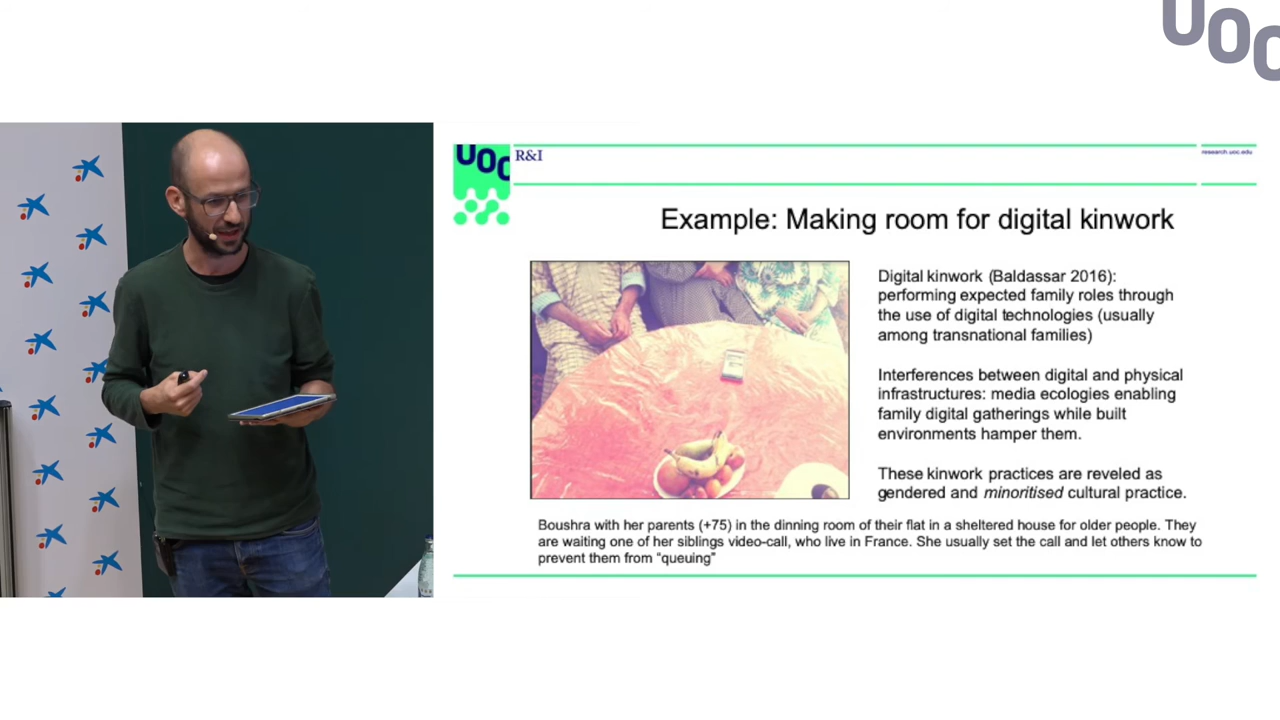 UOC
UOC
R&I
research.uoc.edu
Example: Making room for digital kinwork
Digital kinwork (Baldassar 2016):
performing expected family roles through
the use of digital technologies (usually
among transnational families)
Interferences between digital and physical
infrastructures: media ecologies enabling
family digital gatherings while built
environments hamper them.
These kinwork practices are reveled as
gendered and minoritised cultural practice.
Boushra with her parents (+75) in the dinning room of their flat in a sheltered house for older people. They
are waiting one of her siblings video-call, who live in France. She usually set the call and let others know to
prevent them from “queuing”